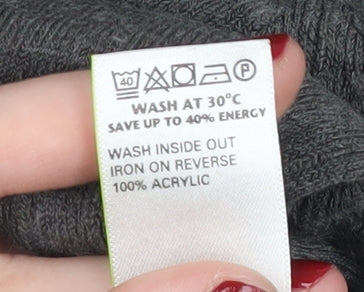 40 P
WASH AT 30°C
SAVE UP TO 40% ENERGY
WASH INSIDE OUT
IRON ON REVERSE
100% ACRYLIC